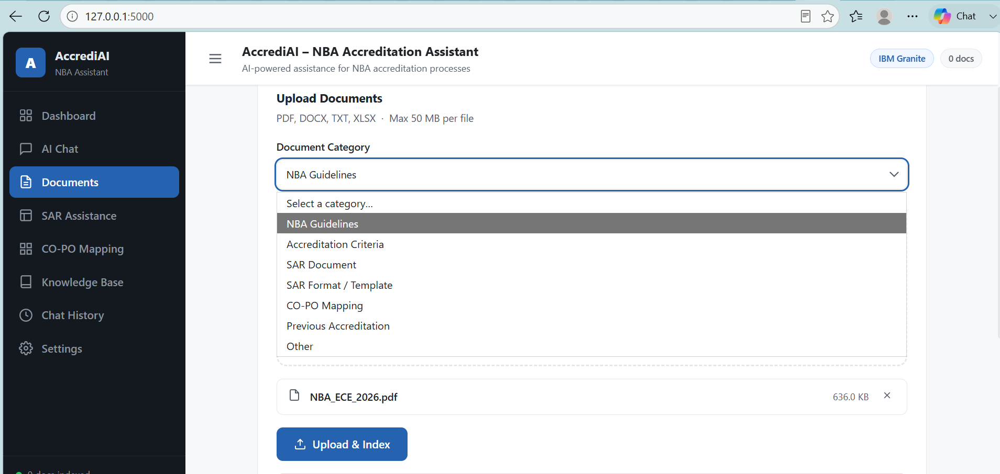 127.0.0.1:5000
Chat
A
AccrediAI
NBA Assistant
Dashboard
AI Chat
Documents
SAR Assistance
CO-PO Mapping
Knowledge Base
Chat History
Settings
AccrediAI – NBA Accreditation Assistant
AI-powered assistance for NBA accreditation processes
IBM Granite
0 docs
Upload Documents
PDF, DOCX, TXT, XLSX · Max 50 MB per file
Document Category
NBA Guidelines
Select a category...
NBA Guidelines
Accreditation Criteria
SAR Document
SAR Format / Template
CO-PO Mapping
Previous Accreditation
Other
NBA_ECE_2026.pdf
636.0 KB
Upload & Index
0 docs indexed